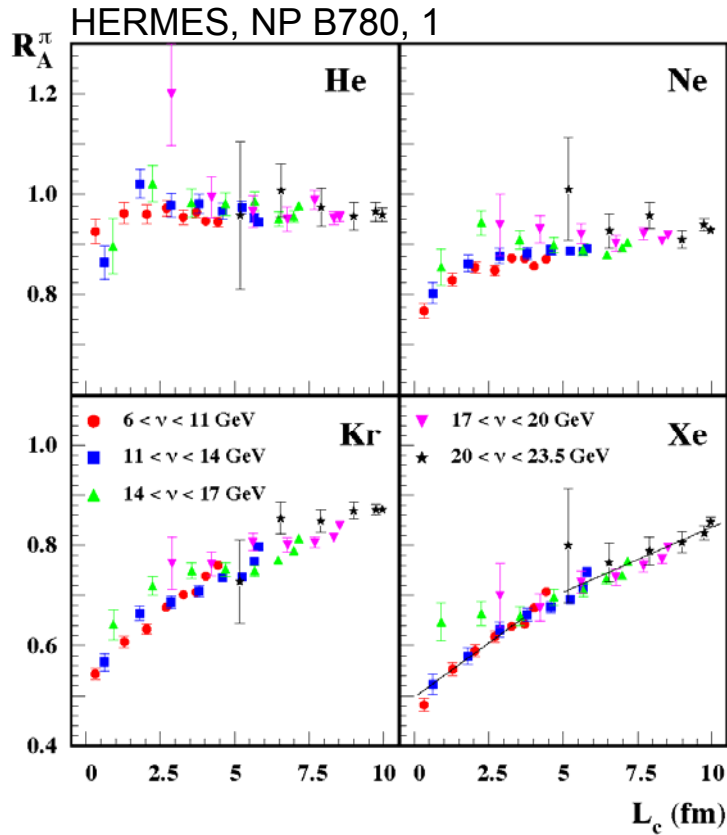 HERMES, NP B780, 1
R_A^π
He
Ne
1.2
1.0
0.8
6 < ν < 11 GeV
11 < ν < 14 GeV
14 < ν < 17 GeV
Kr
17 < ν < 20 GeV
20 < ν < 23.5 GeV
Xe
1.0
0.8
0.6
0.4
0 2.5 5 7.5 10 0 2.5 5 7.5 10
L_c (fm)